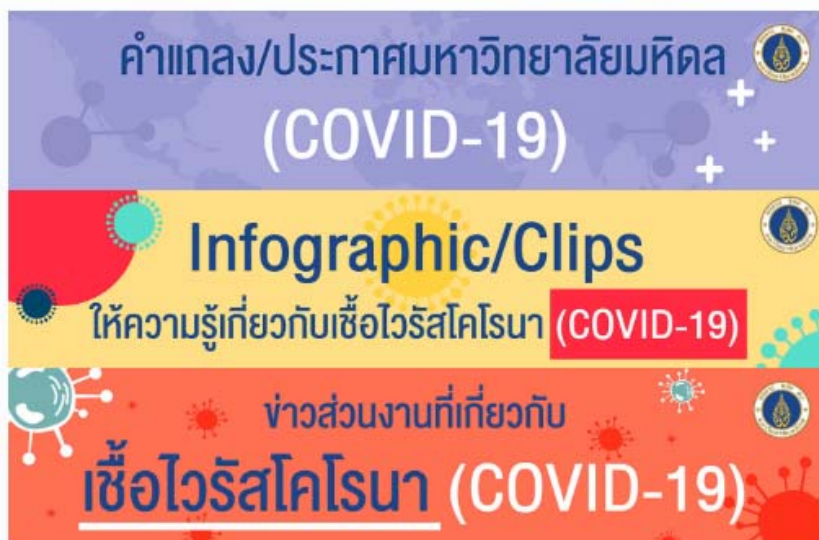 คำแถลง/ประกาศมหาวิทยาลัยมหิดล
(COVID-19)
Infographic/Clips
ให้ความรู้เกี่ยวกับเชื้อไวรัสโคโรนา (COVID-19)
ข่าวส่วนงานที่เกี่ยวกับ
เชื้อไวรัสโคโรนา (COVID-19)